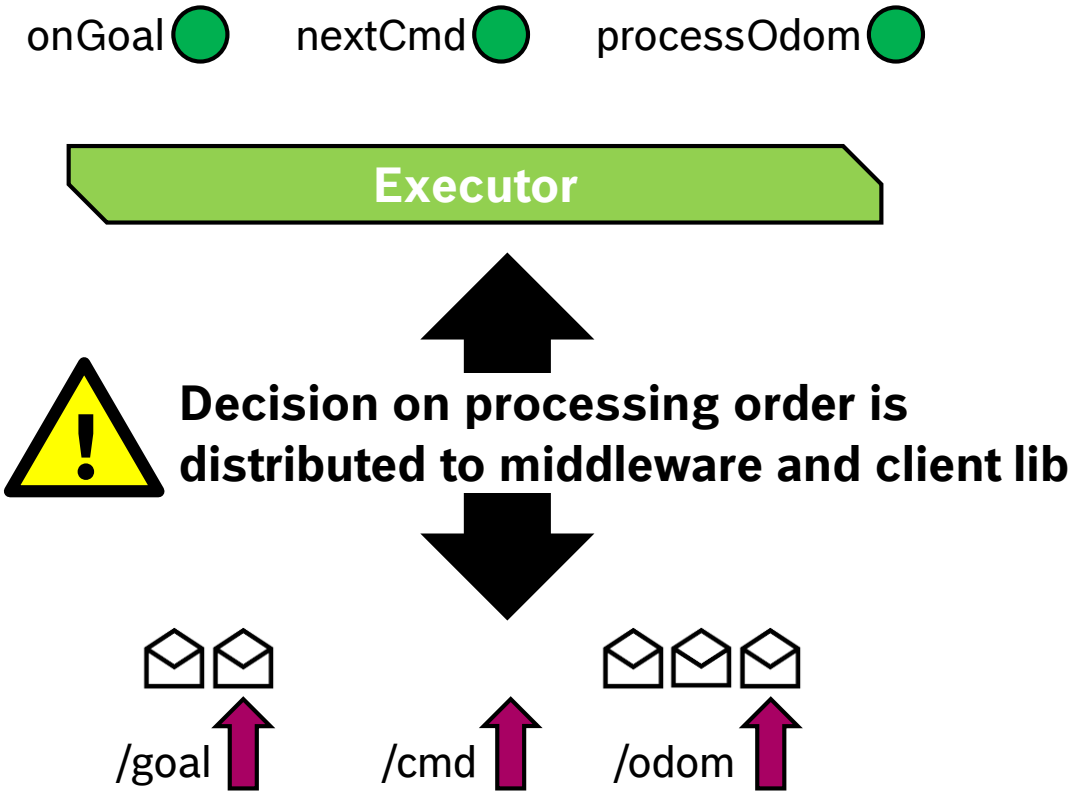 onGoal nextCmd processOdom
Executor
!
Decision on processing order is
distributed to middleware and client lib
/goal /cmd /odom